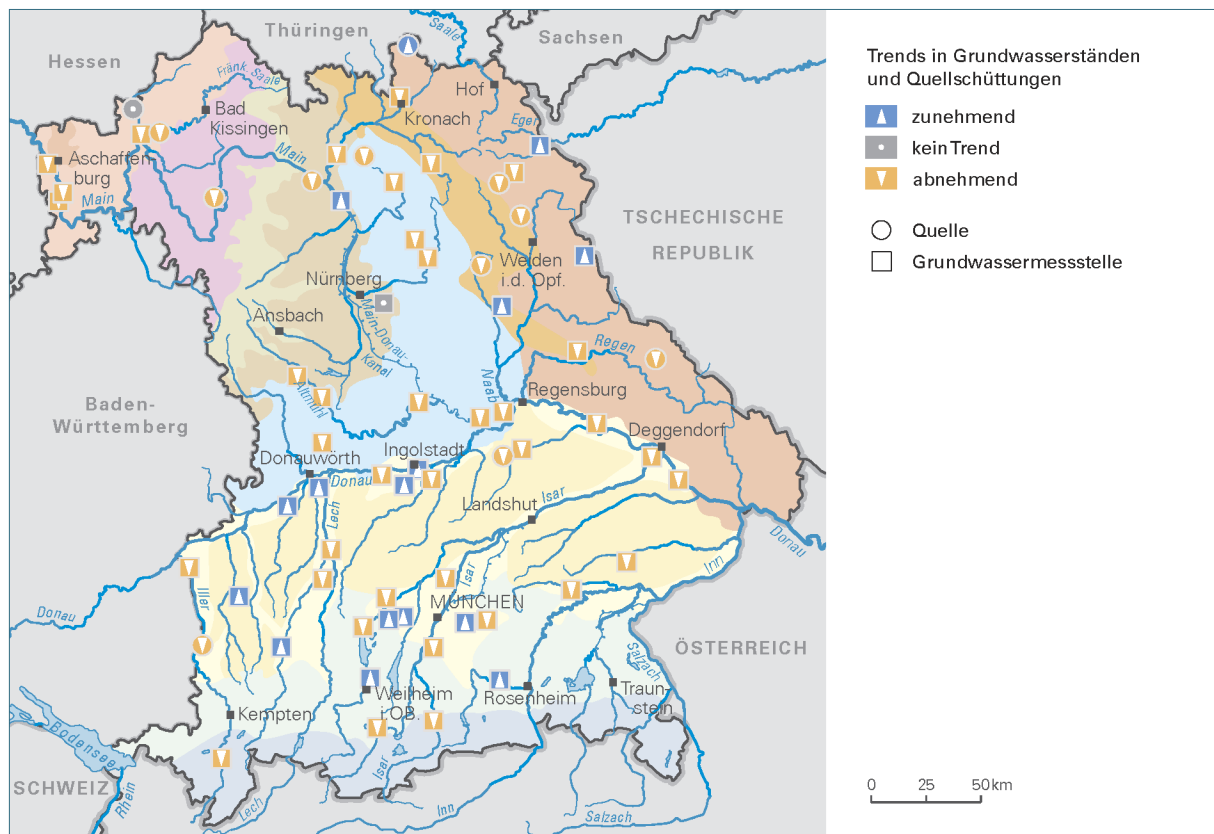 Thüringen
Saale
Sachsen
Hessen
Fränk. Saale
Hof
Bad
Kissingen
Kronach
Eger
Aschaffen-
burg
Main
Main
TSCHECHISCHE
REPUBLIK
Weiden
i.d. Opf.
Nürnberg
Main-Donau-
Kanal
Ansbach
Regen
Altmühl
Naab
Regensburg
Baden-
Württemberg
Deggendorf
Ingolstadt
Donauwörth
Donau
Lech
Landshut
Isar
Donau
Inn
Isar
Iller
MÜNCHEN
Donau
ÖSTERREICH
Salzach
Weilheim
i.OB.
Rosenheim
Traun-
stein
Kempten
Bodensee
SCHWEIZ
Rhein
Lech
Isar
Inn
Salzach
Trends in Grundwasserständen
und Quellschüttungen
zunehmend
kein Trend
abnehmend
Quelle
Grundwassermessstelle
0 25 50 km